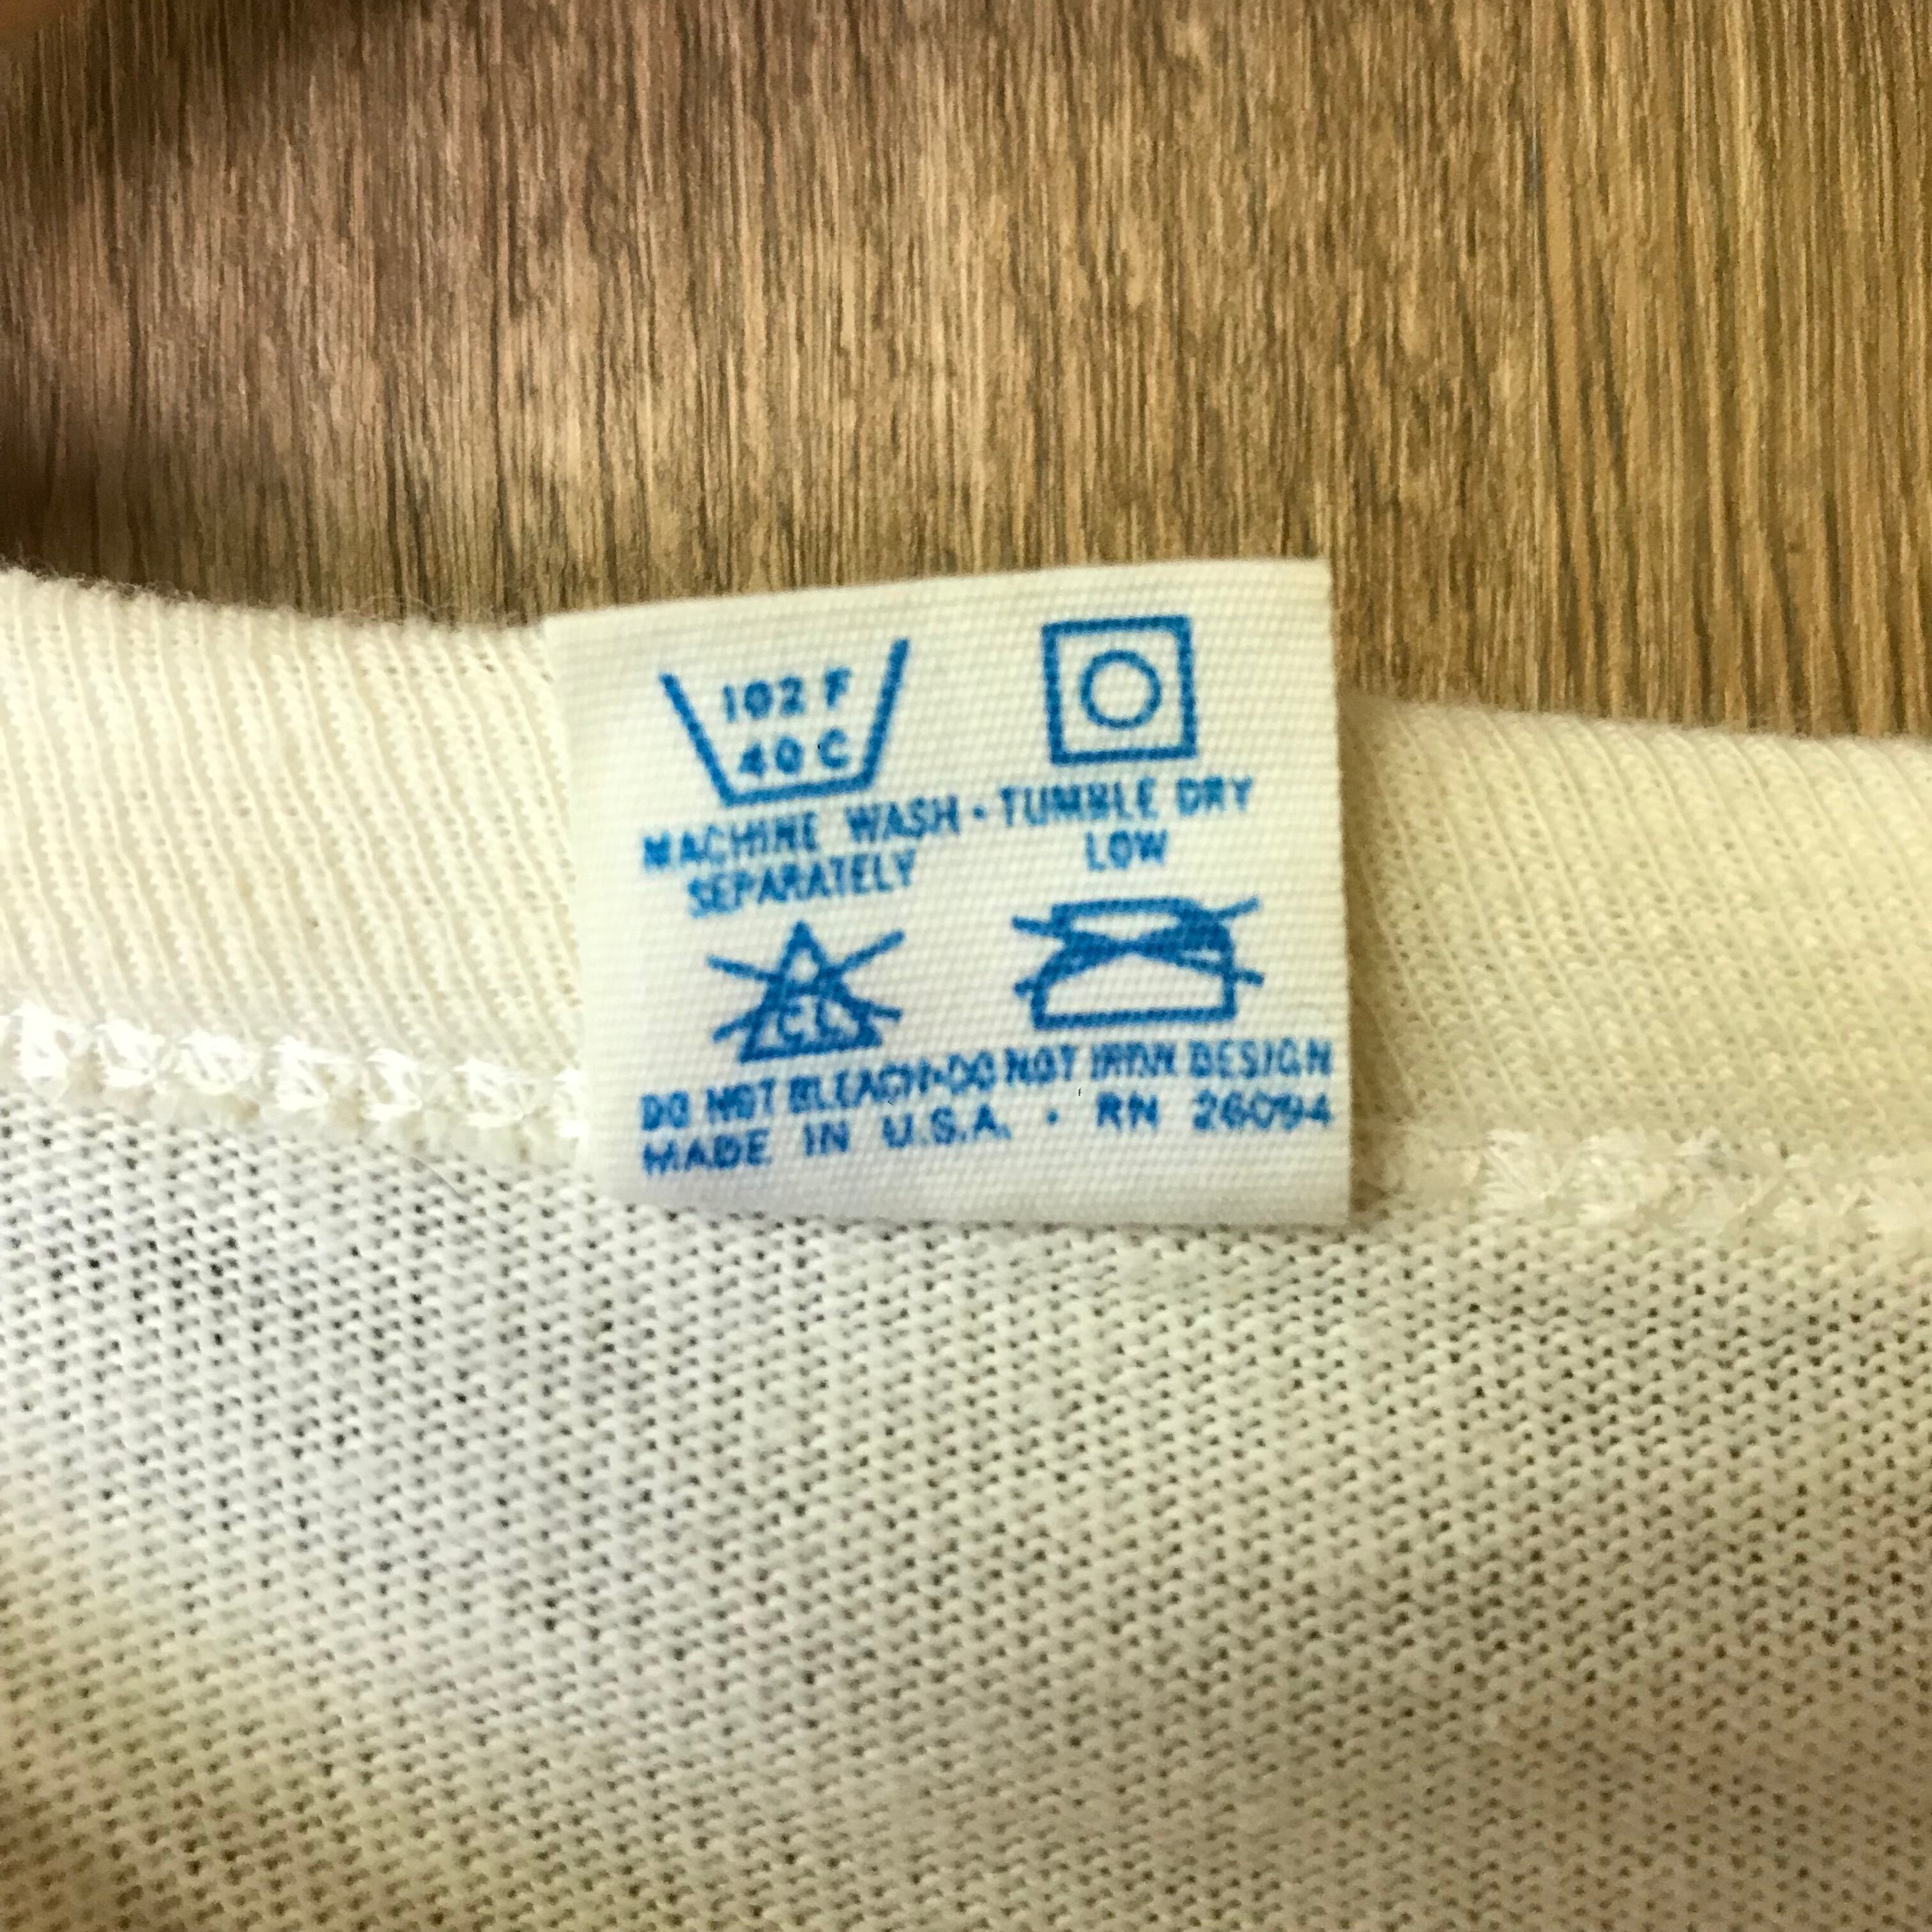 102 F
40 C
MACHINE WASH · TUMBLE DRY
SEPARATELY LOW
CL
DO NOT BLEACH·DO NOT IRON DESIGN
MADE IN U.S.A. · RN 26094